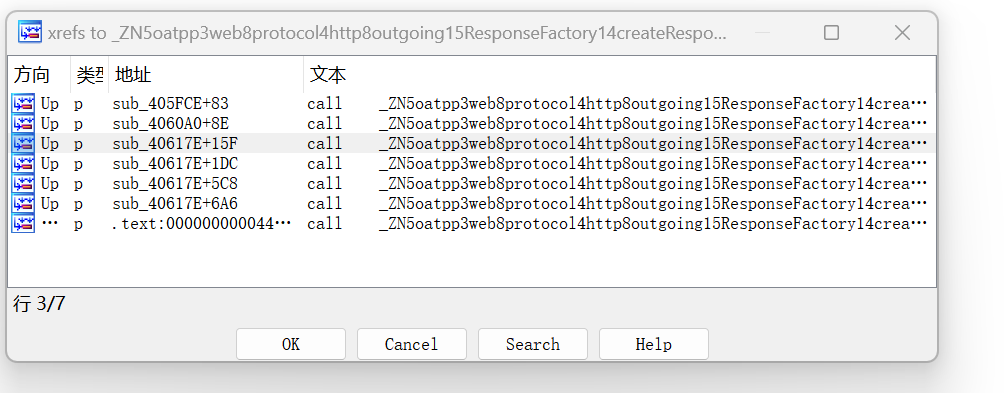 xrefs to _ZN5oatpp3web8protocol4http8outgoing15ResponseFactory14createRespo...
方向 类型 地址 文本
Up p sub_405FCE+83 call _ZN5oatpp3web8protocol4http8outgoing15ResponseFactory14crea…
Up p sub_4060A0+8E call _ZN5oatpp3web8protocol4http8outgoing15ResponseFactory14crea…
Up p sub_40617E+15F call _ZN5oatpp3web8protocol4http8outgoing15ResponseFactory14crea…
Up p sub_40617E+1DC call _ZN5oatpp3web8protocol4http8outgoing15ResponseFactory14crea…
Up p sub_40617E+5C8 call _ZN5oatpp3web8protocol4http8outgoing15ResponseFactory14crea…
Up p sub_40617E+6A6 call _ZN5oatpp3web8protocol4http8outgoing15ResponseFactory14crea…
… p .text:000000000044… call _ZN5oatpp3web8protocol4http8outgoing15ResponseFactory14crea…
行 3/7
OK Cancel Search Help